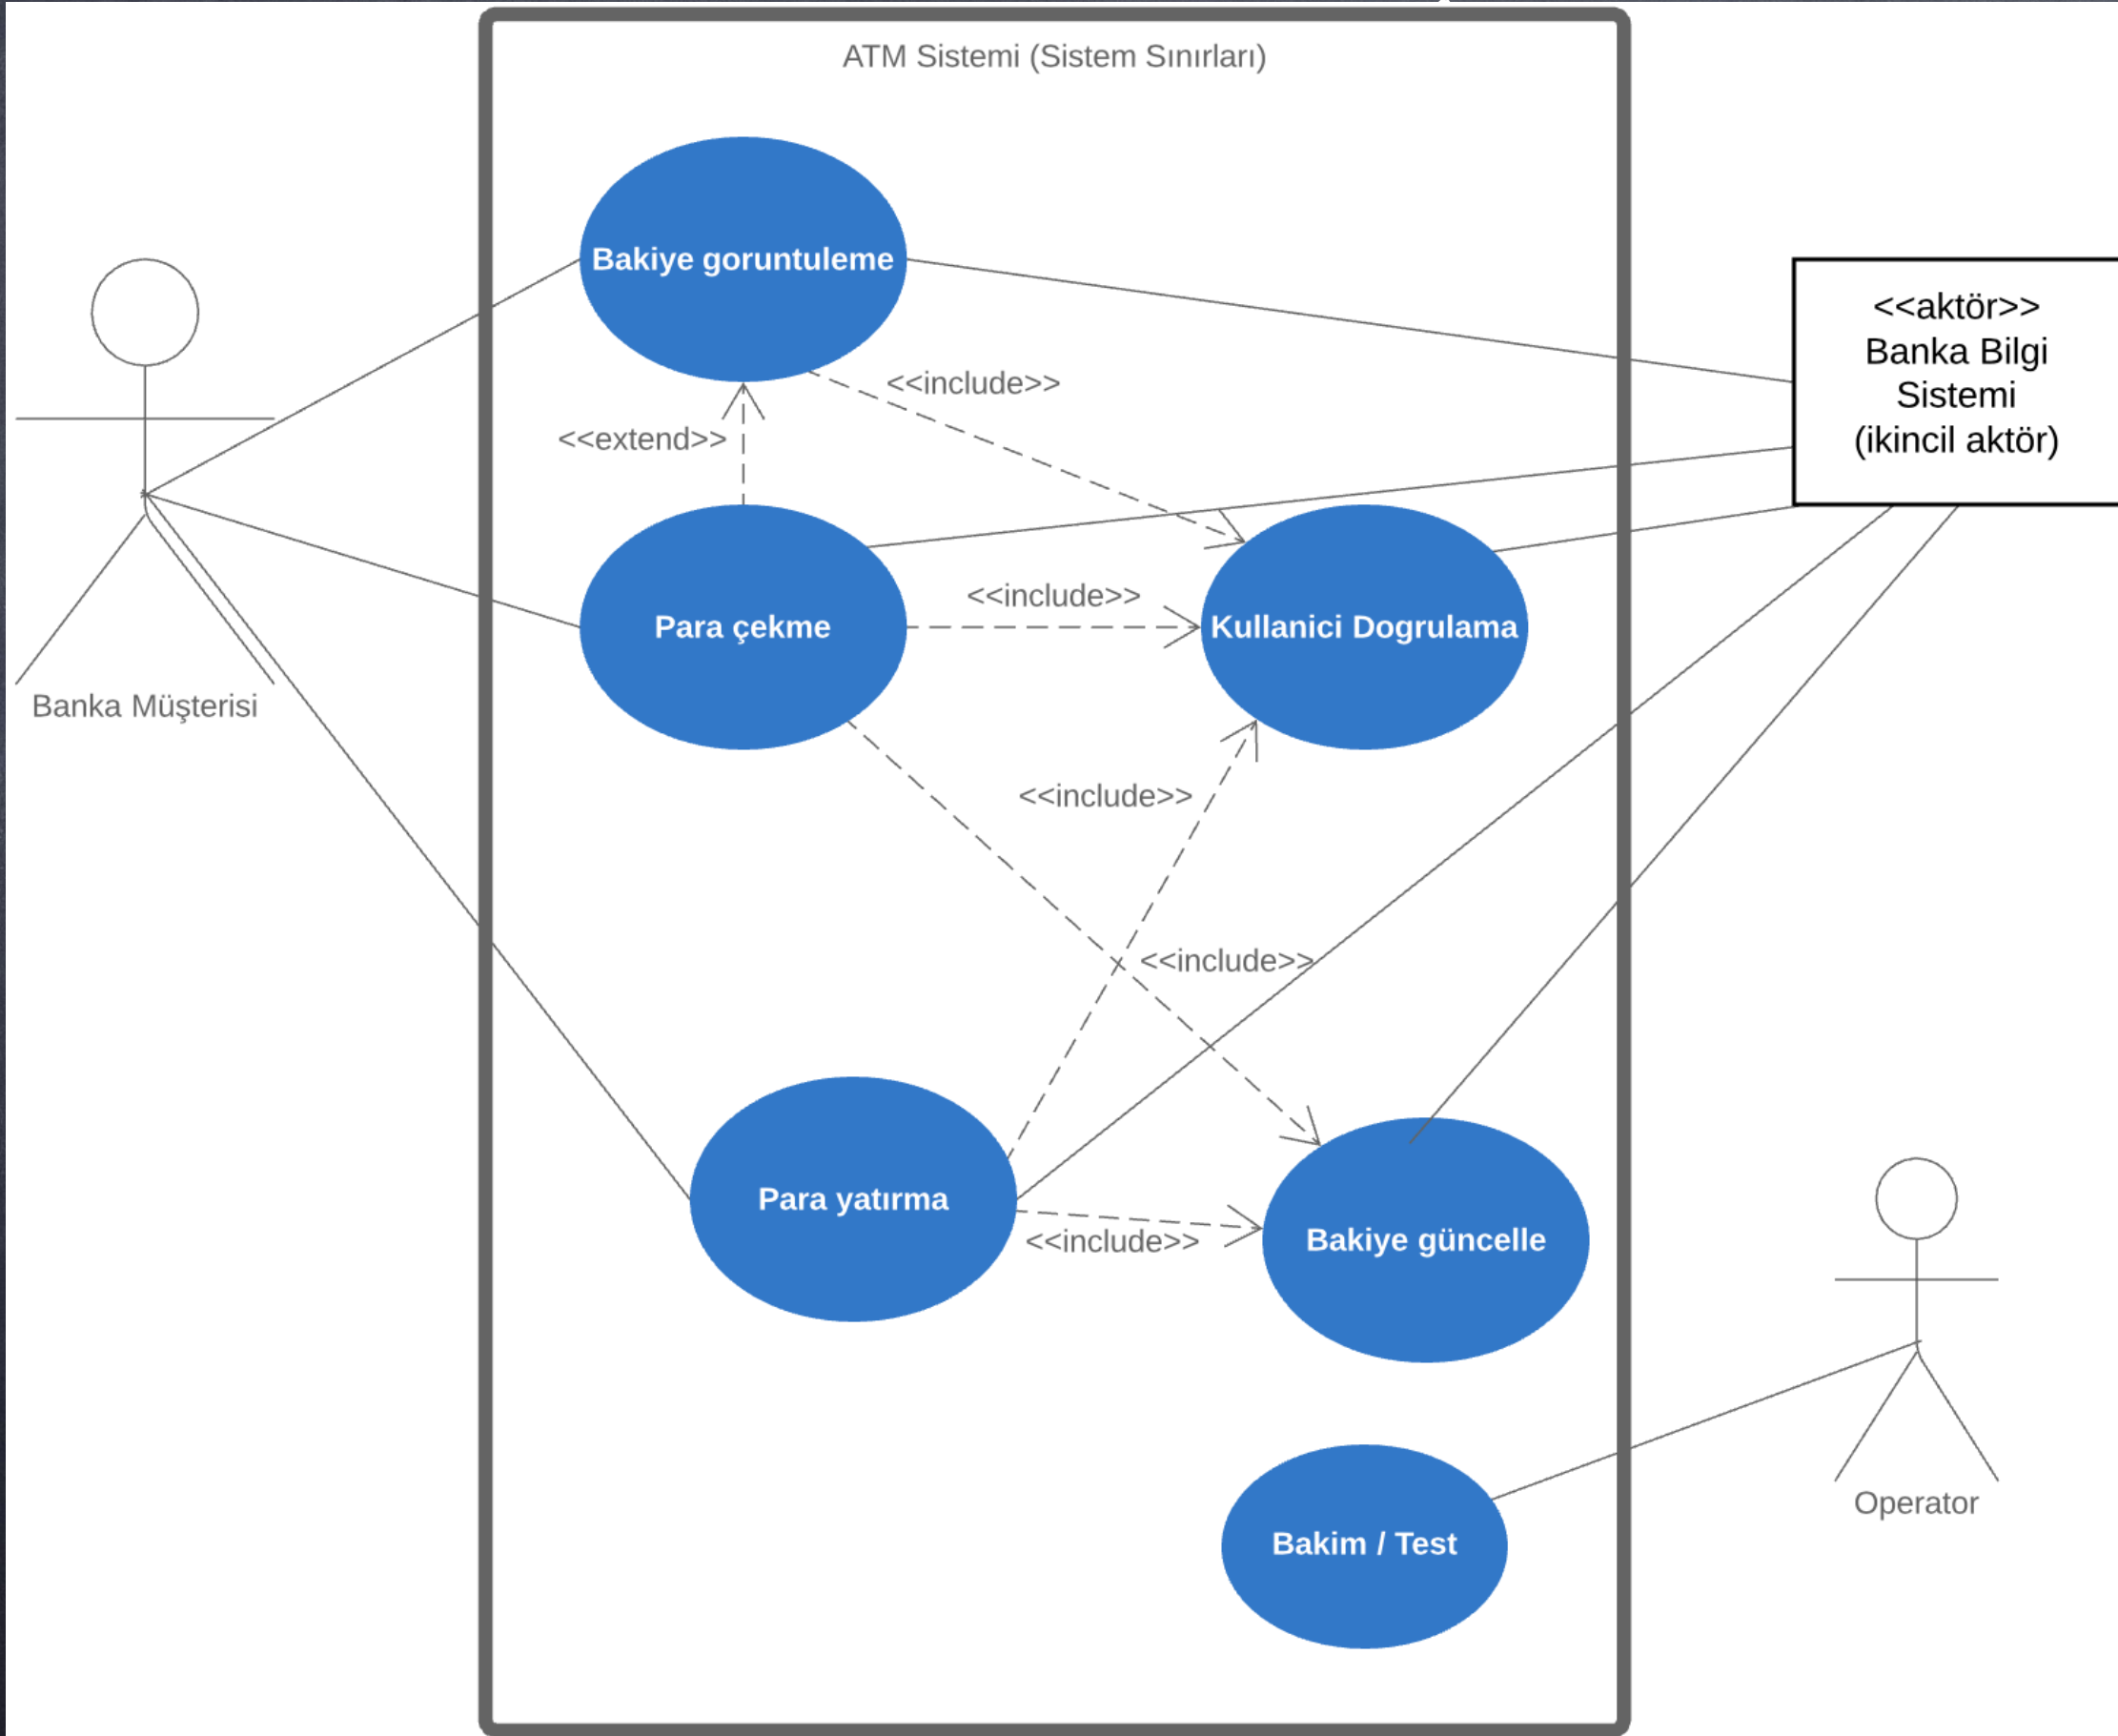 ATM Sistemi (Sistem Sınırları)
Bakiye goruntuleme
<<aktör>>
Banka Bilgi
Sistemi
(ikincil aktör)
<<include>>
<<extend>>
<<include>>
Para çekme
Kullanici Dogrulama
Banka Müşterisi
<<include>>
<<include>>
Para yatırma
<<include>>
Bakiye güncelle
Operator
Bakim / Test